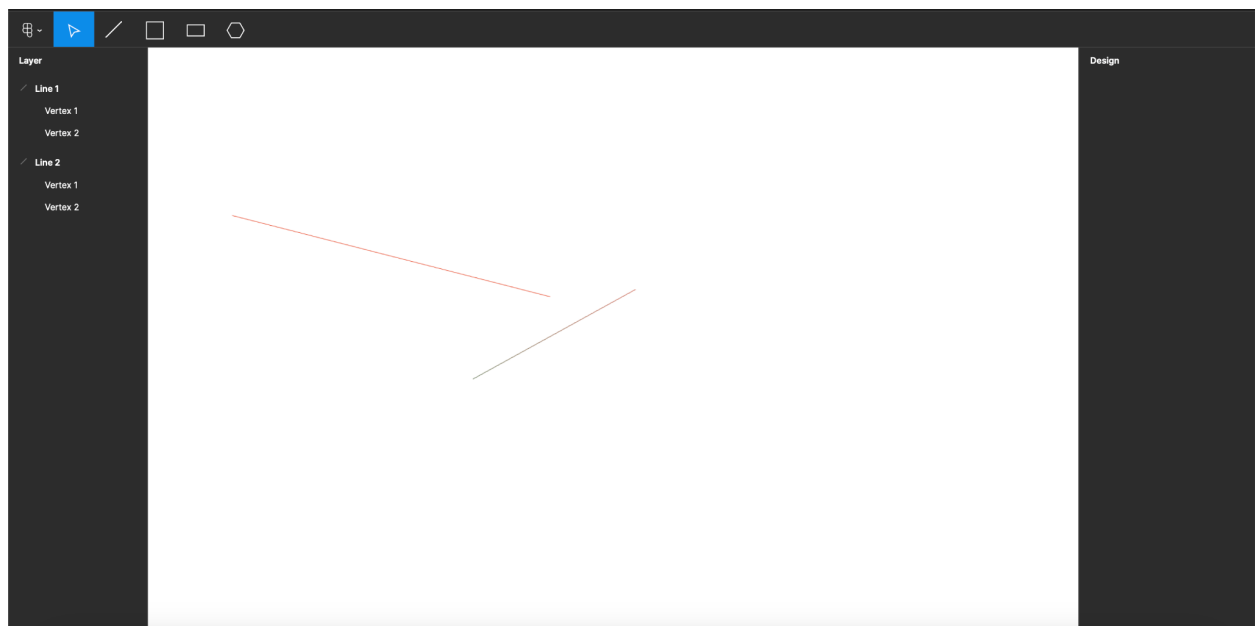 Layer
Line 1
Vertex 1
Vertex 2
Line 2
Vertex 1
Vertex 2
Design